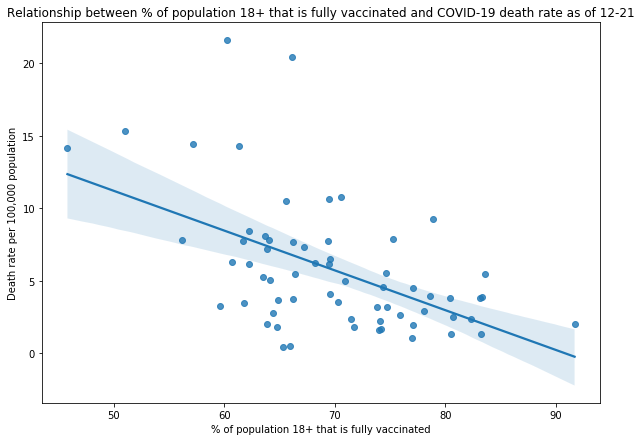 Relationship between % of population 18+ that is fully vaccinated and COVID-19 death rate as of 12-21
20
15
10
5
0
Death rate per 100,000 population
50 60 70 80 90
% of population 18+ that is fully vaccinated